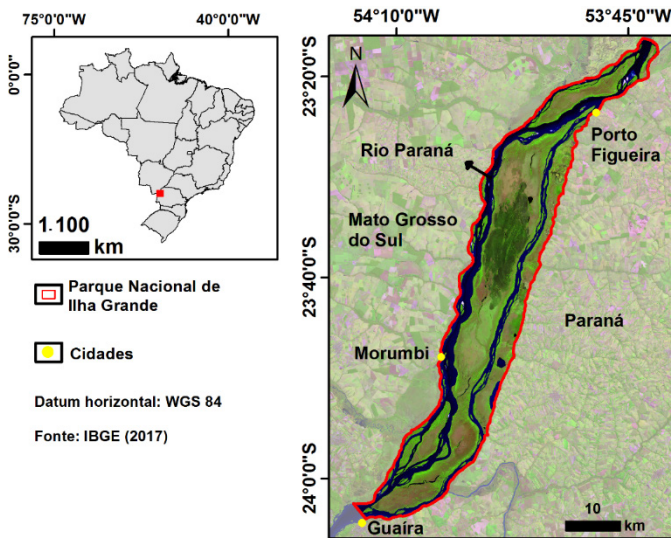 75°0'0"W
40°0'0"W
0°0'0"
30°0'0"S
1.100
km
Parque Nacional de
Ilha Grande
Cidades
Datum horizontal: WGS 84
Fonte: IBGE (2017)
54°10'0"W
53°45'0"W
23°20'0"S
23°40'0"S
24°0'0"S
N
Porto
Figueira
Rio Paraná
Mato Grosso
do Sul
Paraná
Morumbi
Guaíra
10
km